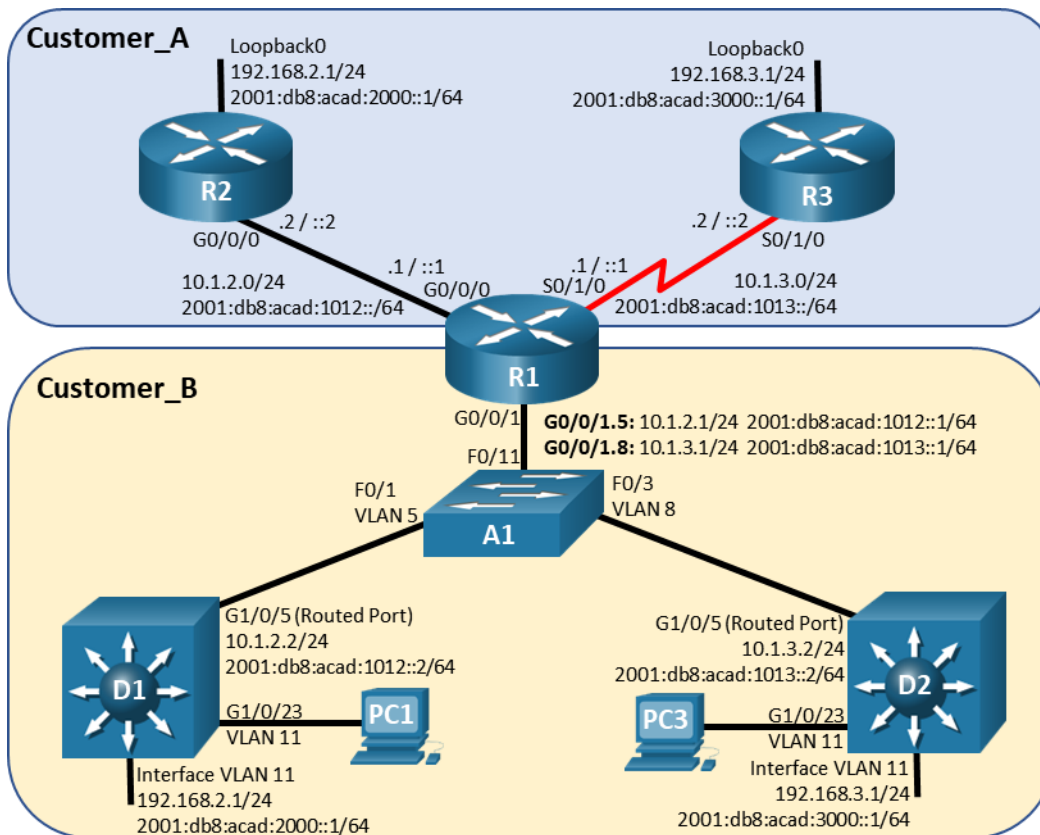 Customer_A
Loopback0
192.168.2.1/24
2001:db8:acad:2000::1/64
Loopback0
192.168.3.1/24
2001:db8:acad:3000::1/64
R2
R3
.2 / ::2
G0/0/0
.2 / ::2
S0/1/0
.1 / ::1
G0/0/0
.1 / ::1
S0/1/0
10.1.2.0/24
2001:db8:acad:1012::/64
10.1.3.0/24
2001:db8:acad:1013::/64
R1
Customer_B
G0/0/1
G0/0/1.5: 10.1.2.1/24 2001:db8:acad:1012::1/64
G0/0/1.8: 10.1.3.1/24 2001:db8:acad:1013::1/64
F0/11
F0/1
VLAN 5
F0/3
VLAN 8
A1
G1/0/5 (Routed Port)
10.1.2.2/24
2001:db8:acad:1012::2/64
G1/0/5 (Routed Port)
10.1.3.2/24
2001:db8:acad:1013::2/64
D1
D2
G1/0/23
VLAN 11
PC1
PC3
G1/0/23
VLAN 11
Interface VLAN 11
192.168.2.1/24
2001:db8:acad:2000::1/64
Interface VLAN 11
192.168.3.1/24
2001:db8:acad:3000::1/64